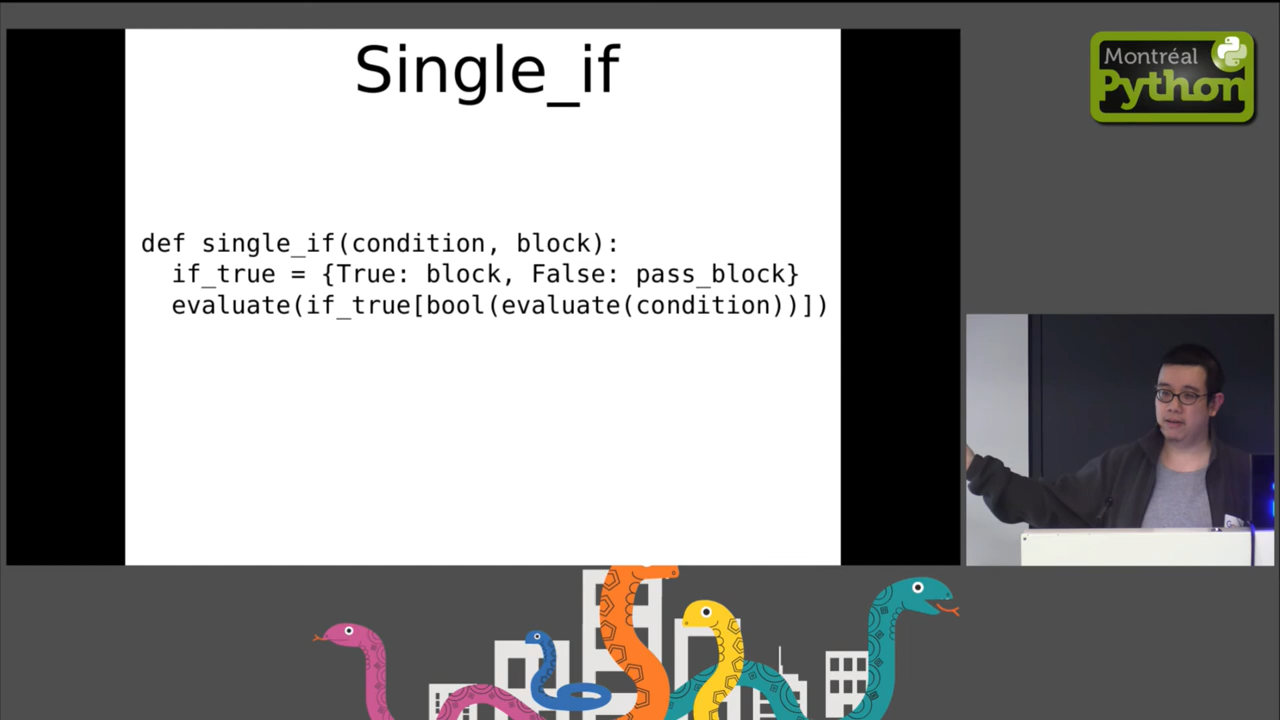 Single_if
Montréal
Python
def single_if(condition, block):
  if_true = {True: block, False: pass_block}
  evaluate(if_true[bool(evaluate(condition))])